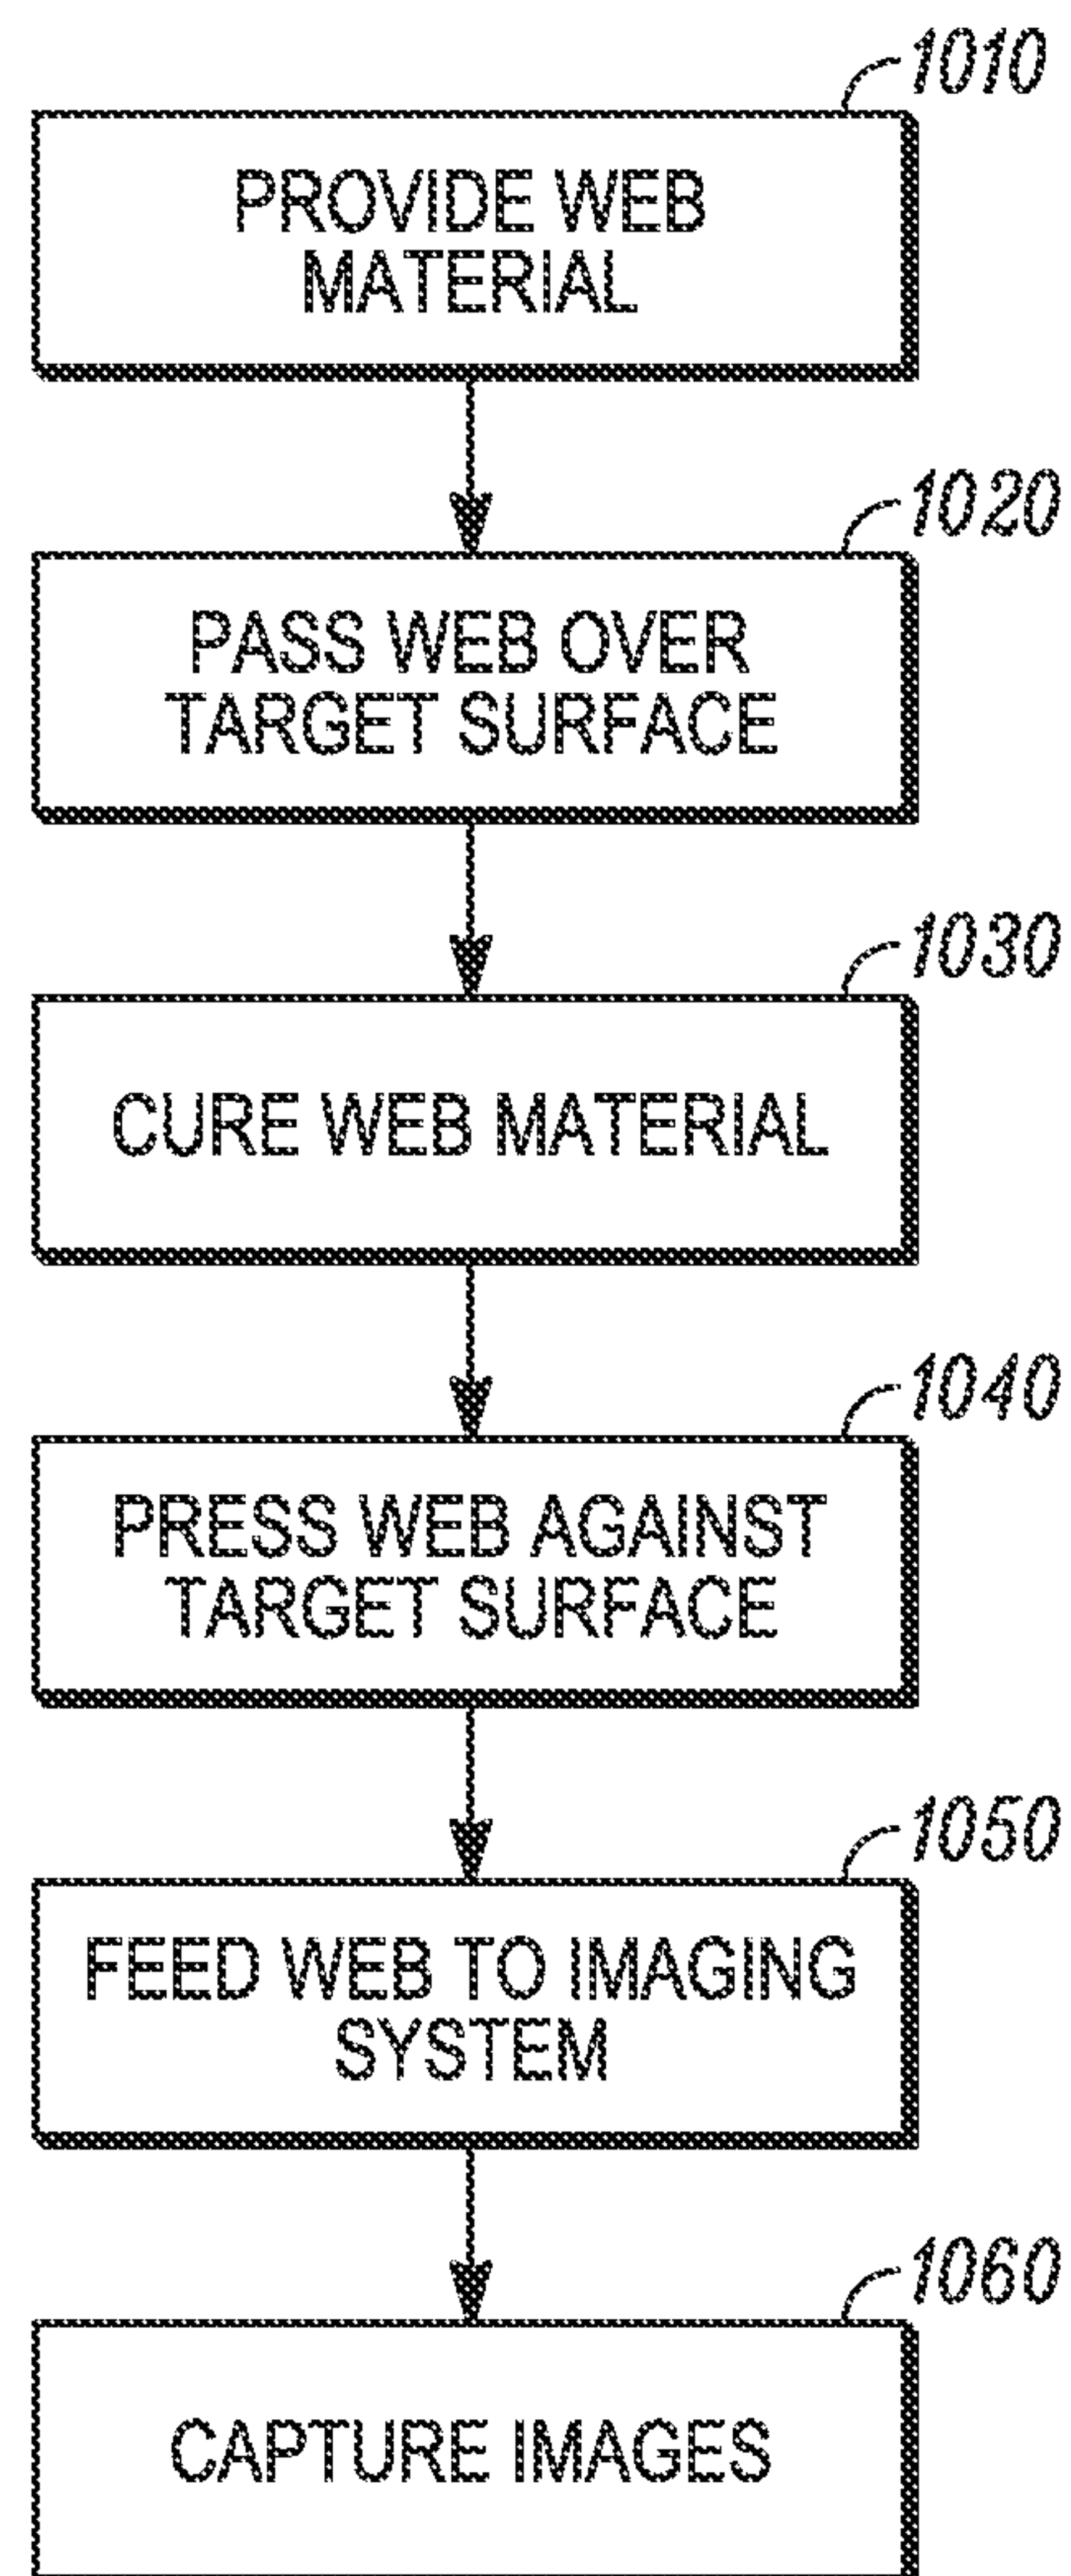 1010
PROVIDE WEB
MATERIAL
1020
PASS WEB OVER
TARGET SURFACE
1030
CURE WEB MATERIAL
1040
PRESS WEB AGAINST
TARGET SURFACE
1050
FEED WEB TO IMAGING
SYSTEM
1060
CAPTURE IMAGES